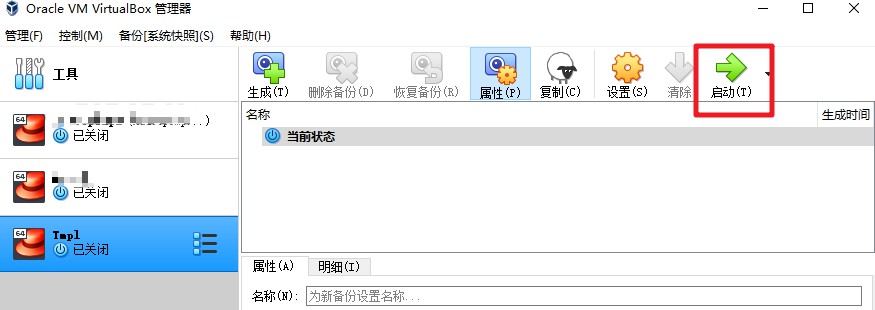 Oracle VM VirtualBox 管理器
管理(F) 控制(M) 备份[系统快照](S) 帮助(H)
工具
生成(T) 删除备份(D) 恢复备份(R) 属性(P) 复制(C) 设置(S) 清除 启动(T)
名称 生成时间
当前状态
64
已关闭
64
已关闭
64 Tmpl
已关闭
属性(A) 明细(I)
名称(N): 为新备份设置名称...